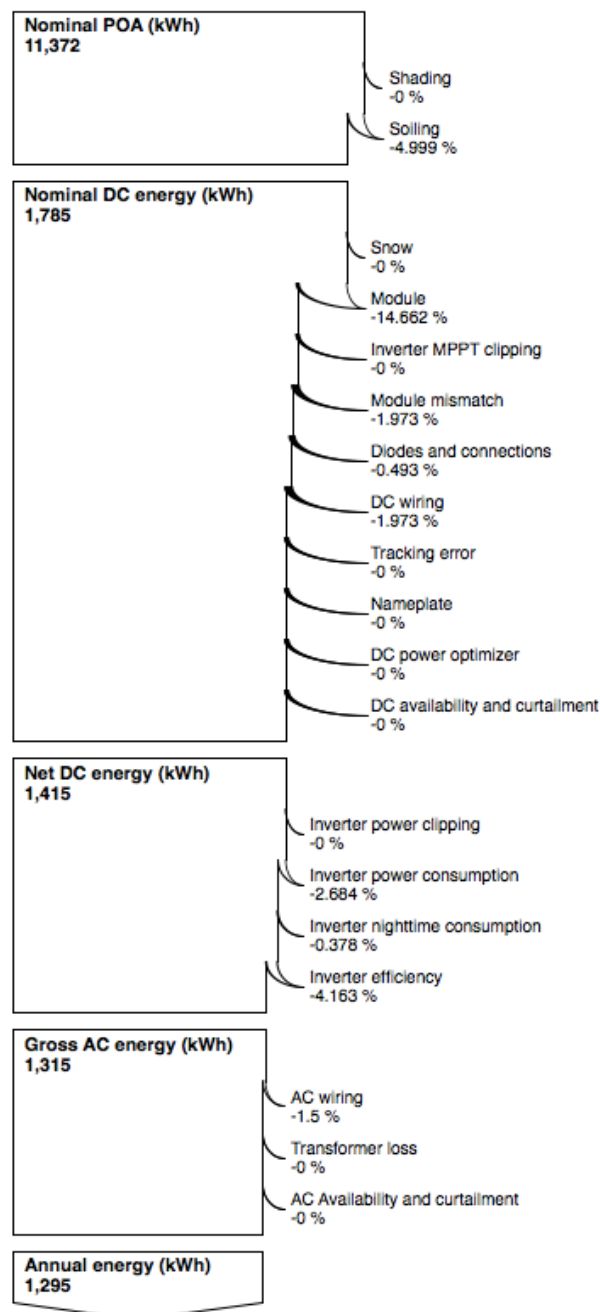 Nominal POA (kWh)
11,372
Shading
-0 %
Soiling
-4.999 %
Nominal DC energy (kWh)
1,785
Snow
-0 %
Module
-14.662 %
Inverter MPPT clipping
-0 %
Module mismatch
-1.973 %
Diodes and connections
-0.493 %
DC wiring
-1.973 %
Tracking error
-0 %
Nameplate
-0 %
DC power optimizer
-0 %
DC availability and curtailment
-0 %
Net DC energy (kWh)
1,415
Inverter power clipping
-0 %
Inverter power consumption
-2.684 %
Inverter nighttime consumption
-0.378 %
Inverter efficiency
-4.163 %
Gross AC energy (kWh)
1,315
AC wiring
-1.5 %
Transformer loss
-0 %
AC Availability and curtailment
-0 %
Annual energy (kWh)
1,295